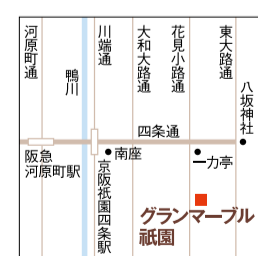 河原町通
鴨川
川端通
大和大路通
花見小路通
東大路通
八坂神社
四条通
阪急
河原町駅
京阪祇園四条駅
南座
一力亭
グランマーブル
祇園